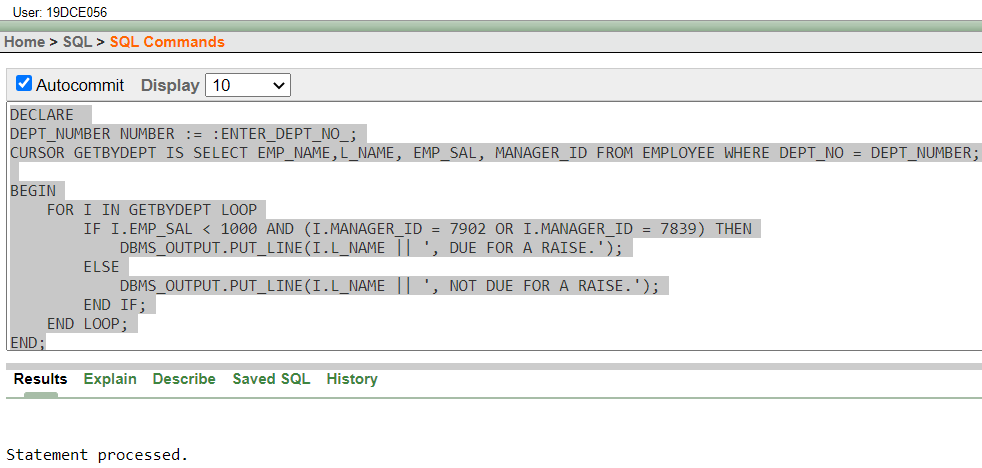 User: 19DCE056
Home > SQL > SQL Commands
Autocommit Display 10
DECLARE
DEPT_NUMBER NUMBER := :ENTER_DEPT_NO_;
CURSOR GETBYDEPT IS SELECT EMP_NAME,L_NAME, EMP_SAL, MANAGER_ID FROM EMPLOYEE WHERE DEPT_NO = DEPT_NUMBER;
BEGIN
FOR I IN GETBYDEPT LOOP
IF I.EMP_SAL < 1000 AND (I.MANAGER_ID = 7902 OR I.MANAGER_ID = 7839) THEN
DBMS_OUTPUT.PUT_LINE(I.L_NAME || ', DUE FOR A RAISE.');
ELSE
DBMS_OUTPUT.PUT_LINE(I.L_NAME || ', NOT DUE FOR A RAISE.');
END IF;
END LOOP;
END;
Results Explain Describe Saved SQL History
Statement processed.